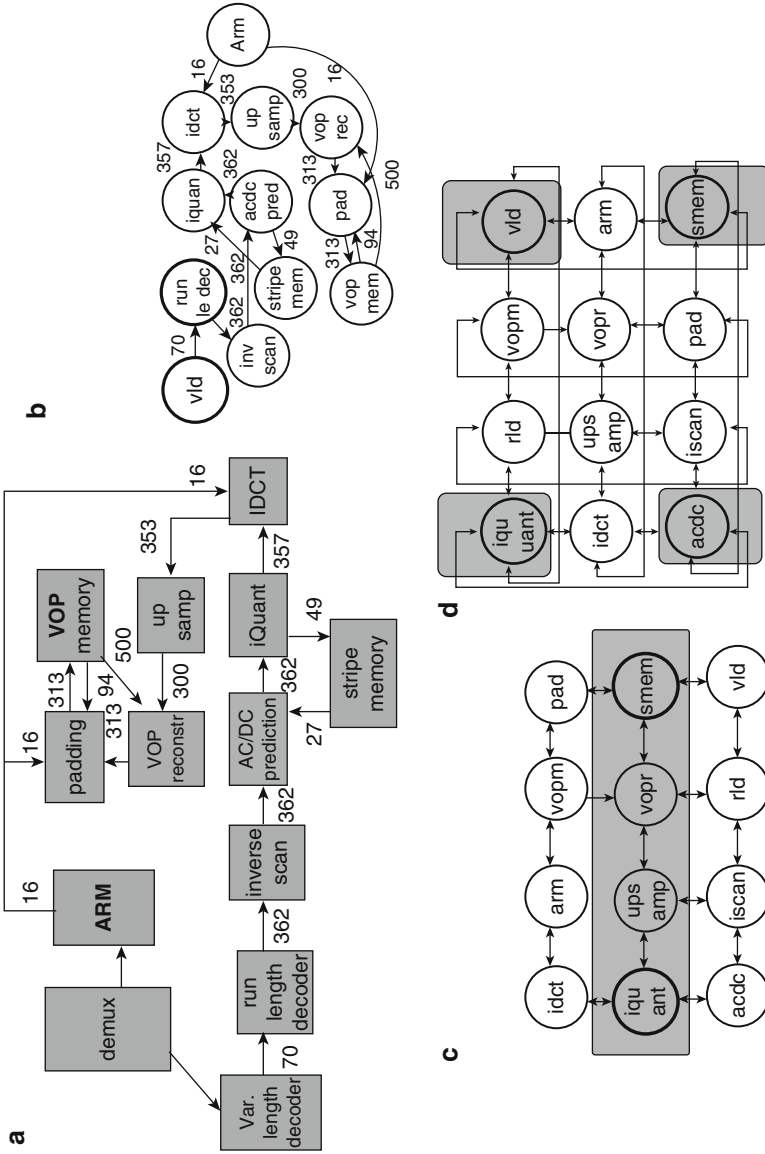 a
demux
ARM
16
16
16
padding
313
94
VOP
memory
500
313
VOP
reconstr
300
up
samp
353
Var.
length
decoder
70
run
length
decoder
362
inverse
scan
362
AC/DC
prediction
362
iQuant
357
IDCT
27
49
stripe
memory
b
vld
70
run
le dec
362
inv
scan
362
27
iquan
357
idct
16
Arm
362
acdc
pred
49
stripe
mem
353
up
samp
300
16
vop
rec
313
pad
313
94
vop
mem
500
c
idct
arm
vopm
pad
iqu
ant
ups
amp
vopr
smem
acdc
iscan
rld
vld
d
iqu
uant
rld
vopm
vld
idct
ups
amp
vopr
arm
acdc
iscan
pad
smem